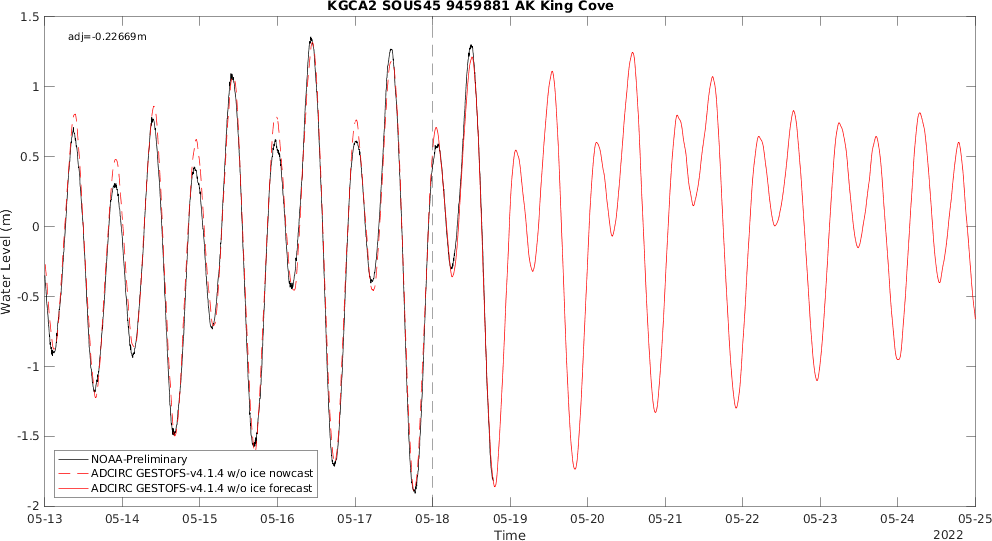 KGCA2 SOUS45 9459881 AK King Cove
adj=-0.22669m
Water Level (m)
1.5
1
0.5
0
-0.5
-1
-1.5
-2
NOAA-Preliminary
ADCIRC GESTOFS-v4.1.4 w/o ice nowcast
ADCIRC GESTOFS-v4.1.4 w/o ice forecast
05-13 05-14 05-15 05-16 05-17 05-18 05-19 05-20 05-21 05-22 05-23 05-24 05-25
Time
2022